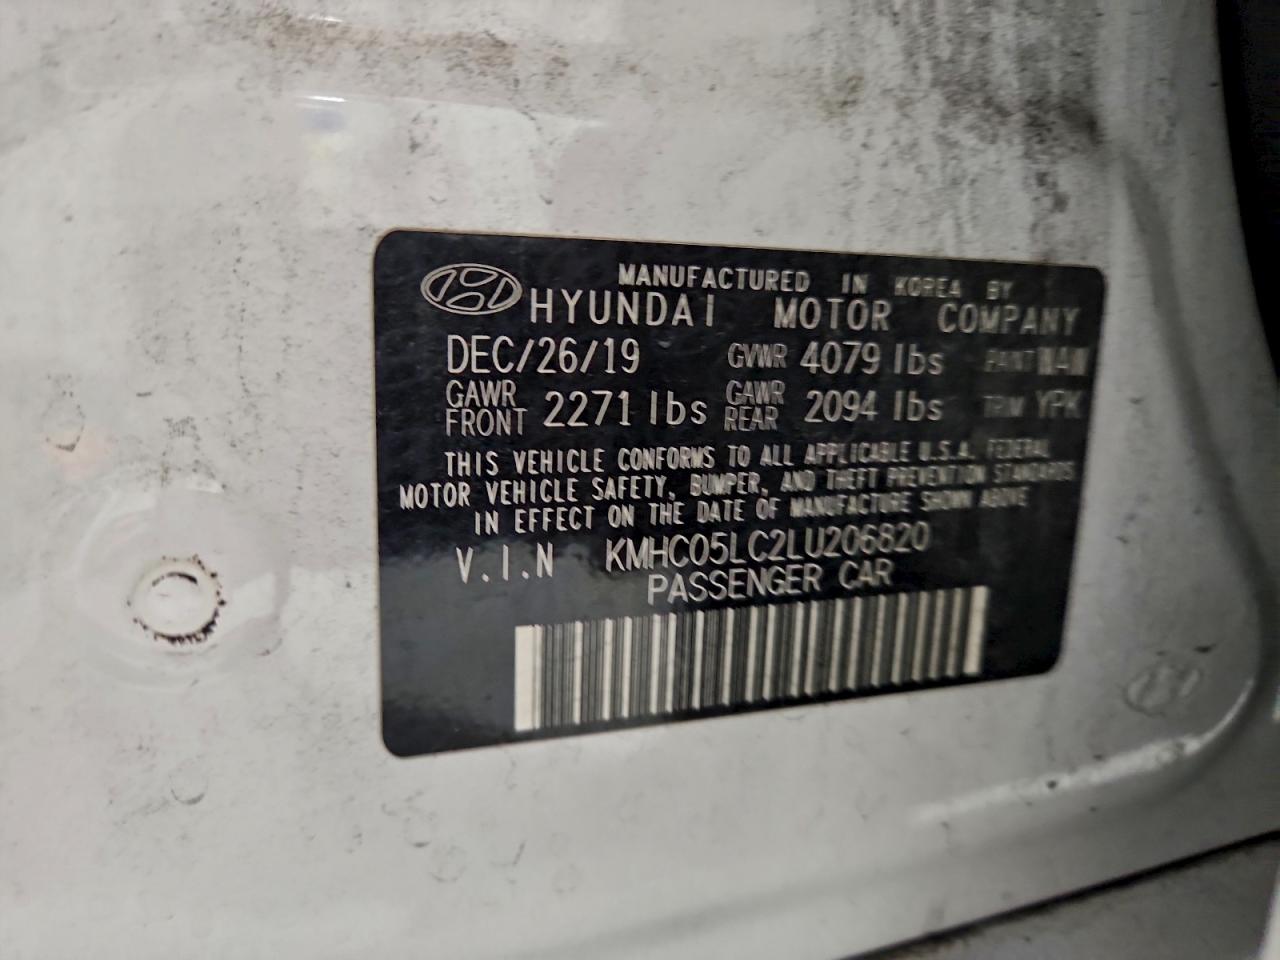 MANUFACTURED IN KOREA BY
HYUNDAI MOTOR COMPANY
DEC/26/19 GVWR 4079 lbs PAINT WAW
GAWR FRONT 2271 lbs GAWR REAR 2094 lbs TRIM YPK
THIS VEHICLE CONFORMS TO ALL APPLICABLE U.S.A. FEDERAL
MOTOR VEHICLE SAFETY, BUMPER, AND THEFT PREVENTION STANDARDS
IN EFFECT ON THE DATE OF MANUFACTURE SHOWN ABOVE
V.I.N KMHC05LC2LU206820
PASSENGER CAR